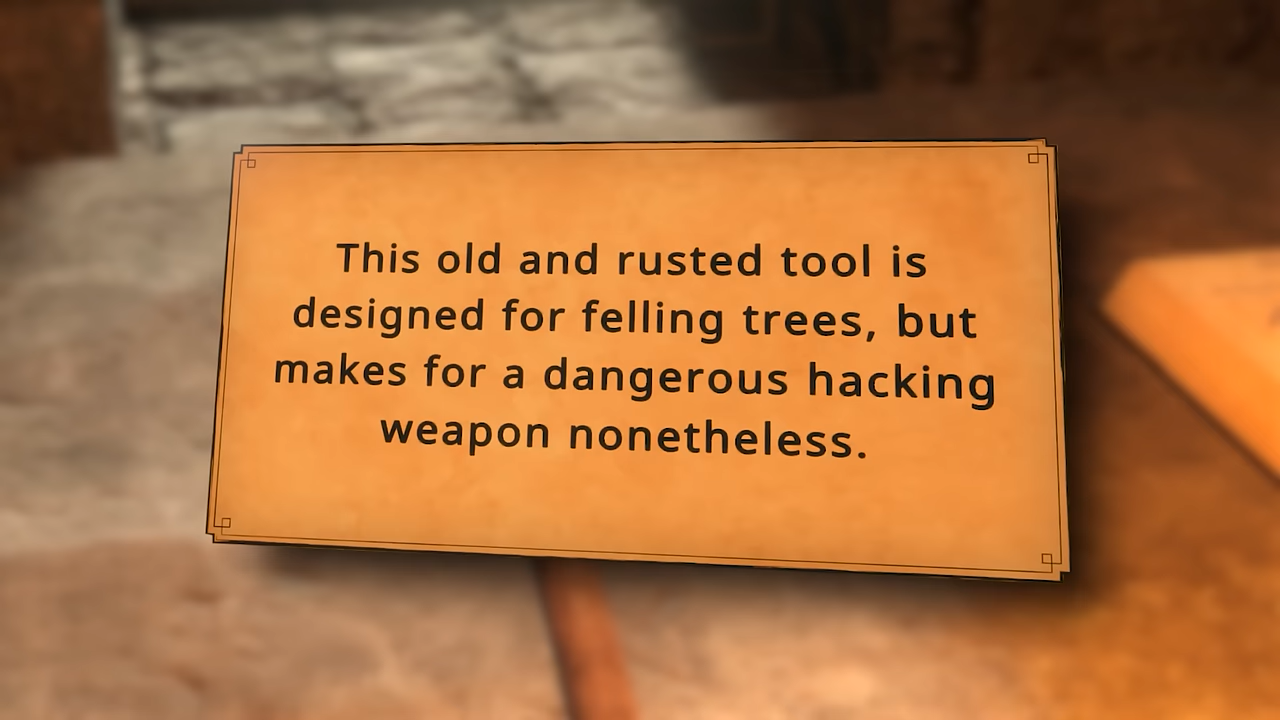 This old and rusted tool is
designed for felling trees, but
makes for a dangerous hacking
weapon nonetheless.